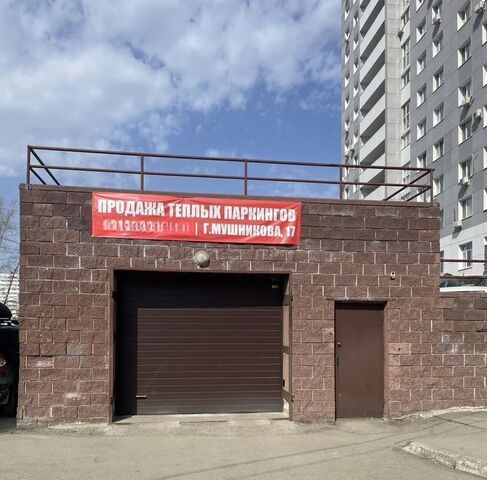 ПРОДАЖА ТЕПЛЫХ ПАРКИНГОВ
| Г.МУШНИКОВА, 17